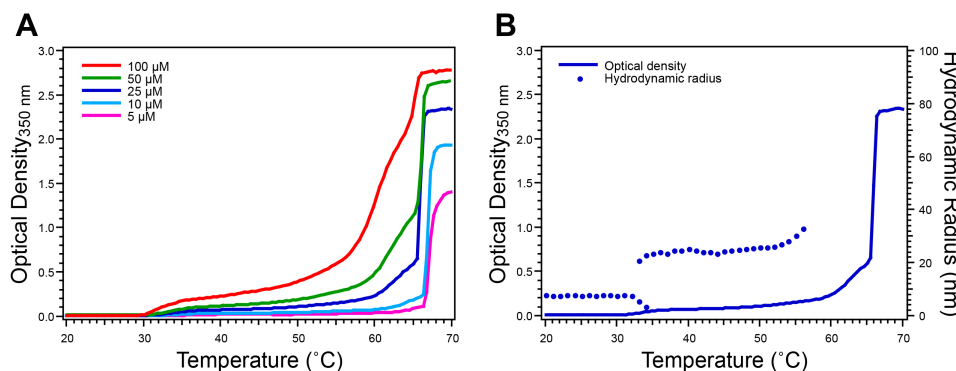 A
3.0
2.5
2.0
1.5
1.0
0.5
0.0
Optical Density350 nm
100 µM
50 µM
25 µM
10 µM
5 µM
20
30
40
50
60
70
Temperature (˚C)
B
3.0
2.5
2.0
1.5
1.0
0.5
0.0
Optical Density350 nm
Optical density
Hydrodynamic radius
100
80
60
40
20
0
Hydrodynamic Radius (nm)
20
30
40
50
60
70
Temperature (˚C)